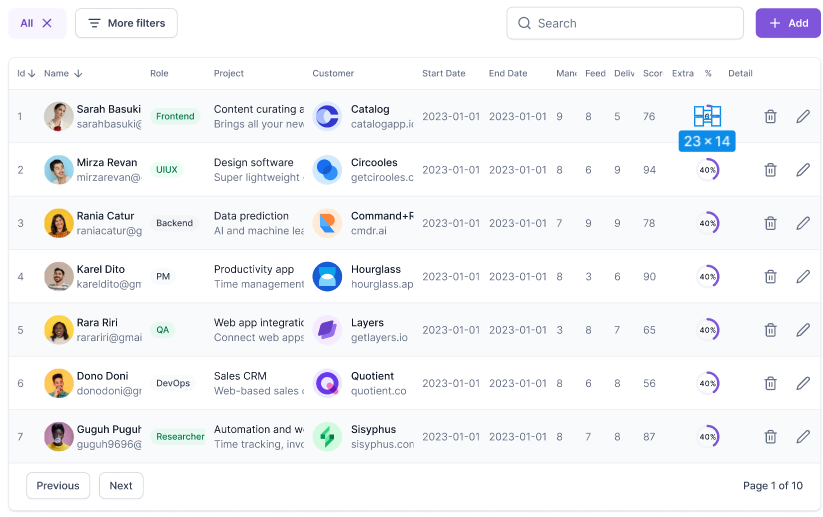 All
More filters
Search
Add
Id Name Role Project Customer Start Date End Date Mana Feed Deliv Scor Extra % Detail
1 Sarah Basuki Frontend Content curating a Catalog 2023-01-01 2023-01-01 9 8 5 76
sarahbasuki@ Brings all your new catalogapp.io
23 × 14
2 Mirza Revan UIUX Design software Circooles 2023-01-01 2023-01-01 8 6 9 94 40%
mirzarevan@ Super lightweight getcirooles.c
3 Rania Catur Backend Data prediction Command+R 2023-01-01 2023-01-01 7 9 9 78 40%
raniacatur@g AI and machine lea cmdr.ai
4 Karel Dito PM Productivity app Hourglass 2023-01-01 2023-01-01 8 3 6 90 40%
kareldito@gm Time management hourglass.ap
5 Rara Riri QA Web app integratio Layers 2023-01-01 2023-01-01 3 8 7 65 40%
rarariri@gmai Connect web apps getlayers.io
6 Dono Doni DevOps Sales CRM Quotient 2023-01-01 2023-01-01 8 6 8 56 40%
donodoni@gr Web-based sales quotient.co
7 Guguh Puguh Researcher Automation and w Sisyphus 2023-01-01 2023-01-01 8 7 8 87 40%
guguh9696@ Time tracking, invo sisyphus.com
Previous Next Page 1 of 10